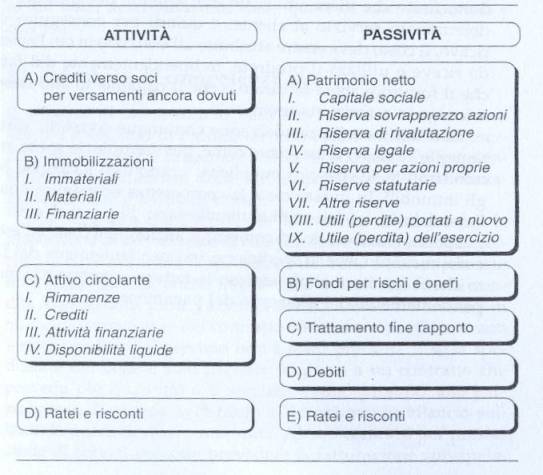 ATTIVITÀ
A) Crediti verso soci
per versamenti ancora dovuti
B) Immobilizzazioni
I. Immateriali
II. Materiali
III. Finanziarie
C) Attivo circolante
I. Rimanenze
II. Crediti
III. Attività finanziarie
IV. Disponibilità liquide
D) Ratei e risconti
PASSIVITÀ
A) Patrimonio netto
I. Capitale sociale
II. Riserva sovrapprezzo azioni
III. Riserva di rivalutazione
IV. Riserva legale
V. Riserva per azioni proprie
VI. Riserve statutarie
VII. Altre riserve
VIII. Utili (perdite) portati a nuovo
IX. Utile (perdita) dell'esercizio
B) Fondi per rischi e oneri
C) Trattamento fine rapporto
D) Debiti
E) Ratei e risconti